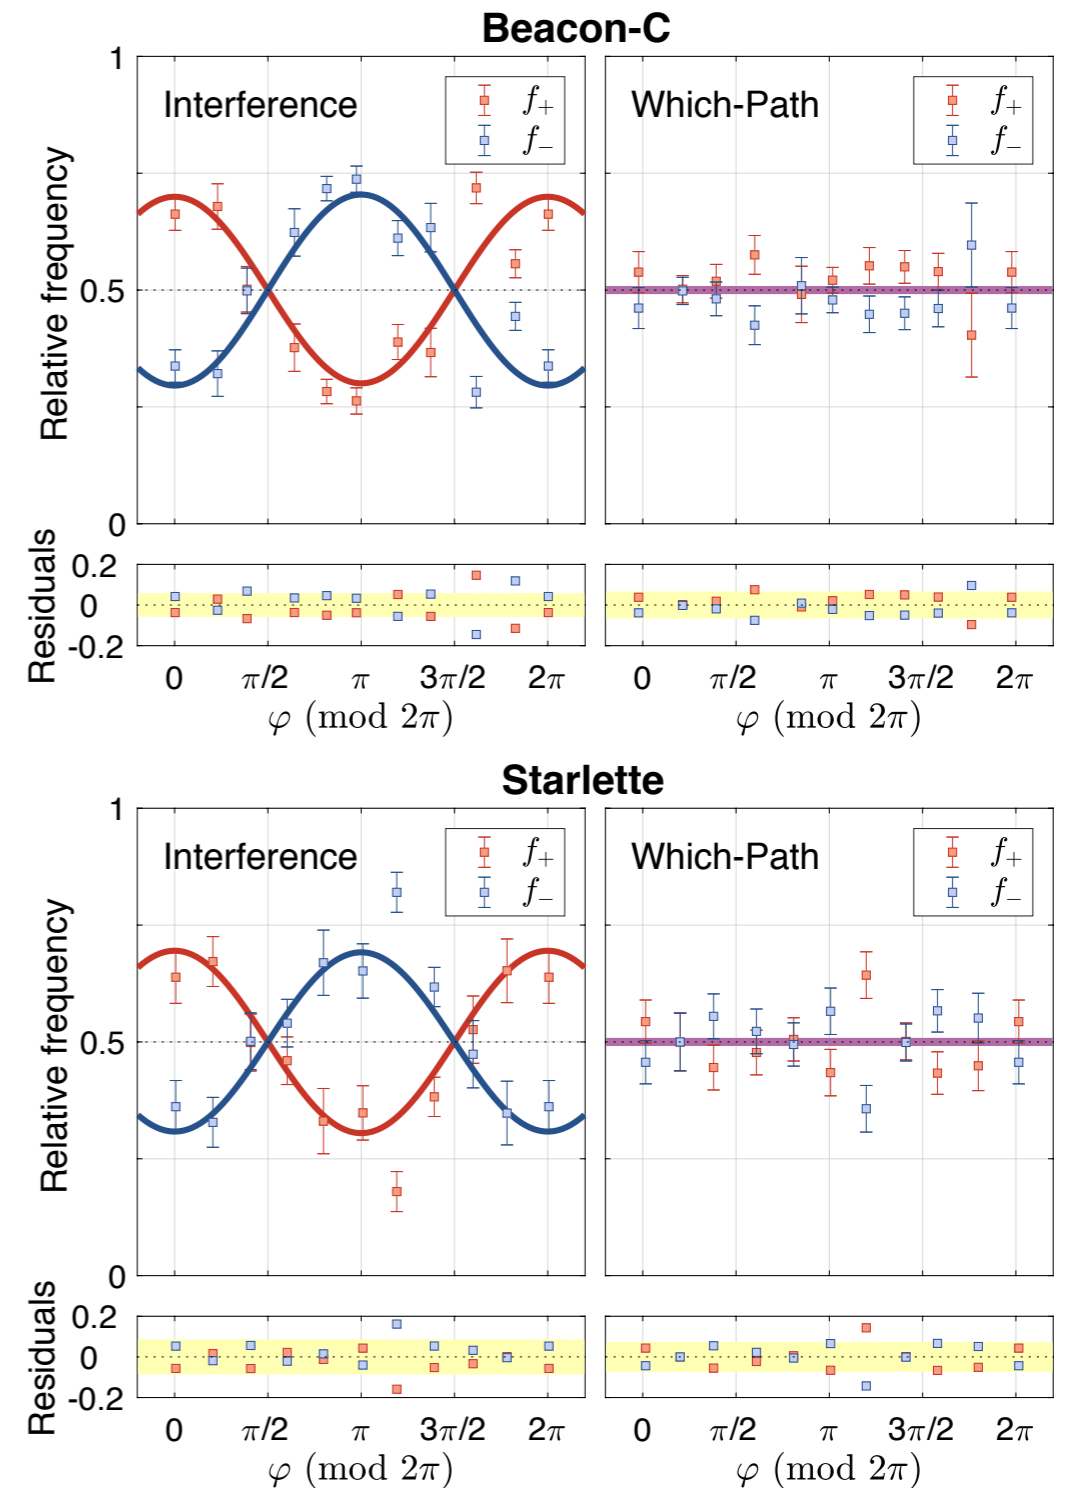 Beacon-C
1
Interference
f₊
f₋
Which-Path
f₊
f₋
Relative frequency
0.5
0
Residuals
0.2
0
-0.2
0 π/2 π 3π/2 2π
0 π/2 π 3π/2 2π
φ (mod 2π)
φ (mod 2π)
Starlette
1
Interference
f₊
f₋
Which-Path
f₊
f₋
Relative frequency
0.5
0
Residuals
0.2
0
-0.2
0 π/2 π 3π/2 2π
0 π/2 π 3π/2 2π
φ (mod 2π)
φ (mod 2π)